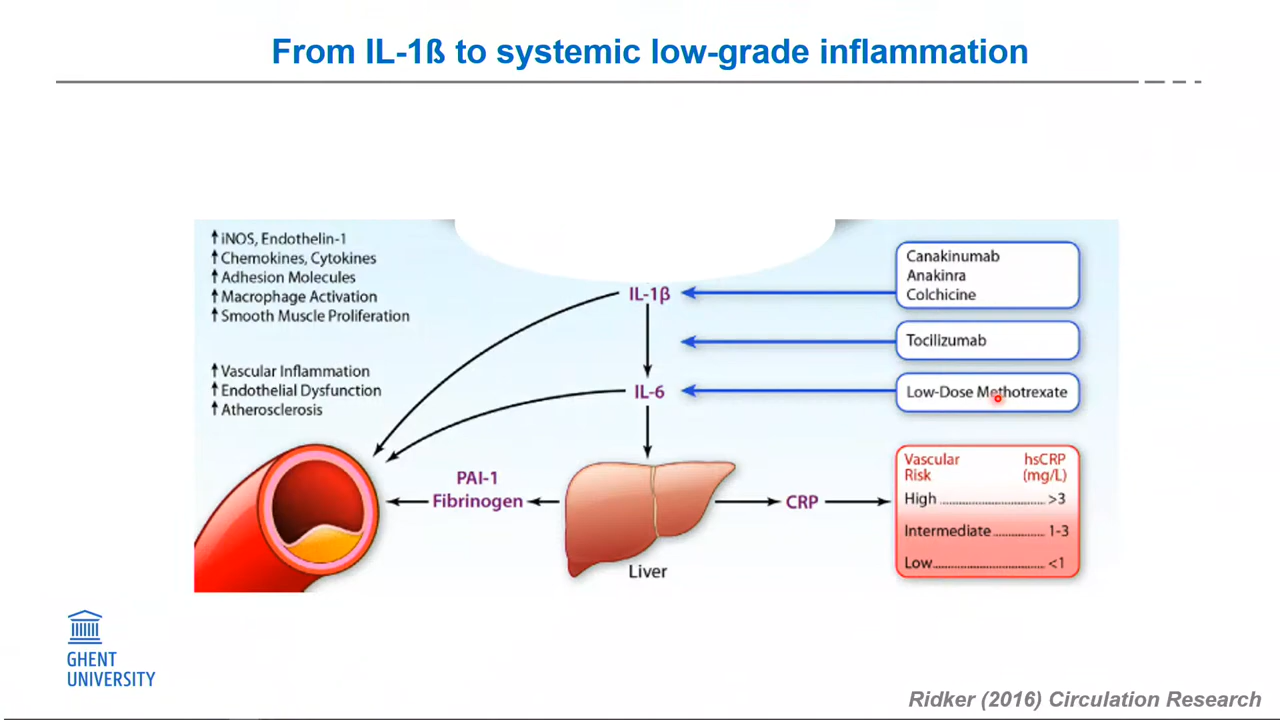 From IL-1ß to systemic low-grade inflammation
↑ iNOS, Endothelin-1
↑ Chemokines, Cytokines
↑ Adhesion Molecules
↑ Macrophage Activation
↑ Smooth Muscle Proliferation
↑ Vascular Inflammation
↑ Endothelial Dysfunction
↑ Atherosclerosis
IL-1β
IL-6
PAI-1
Fibrinogen
Liver
CRP
Canakinumab
Anakinra
Colchicine
Tocilizumab
Low-Dose Methotrexate
Vascular hsCRP
Risk (mg/L)
High .......................... >3
Intermediate ............. 1-3
Low ............................ <1
GHENT
UNIVERSITY
Ridker (2016) Circulation Research